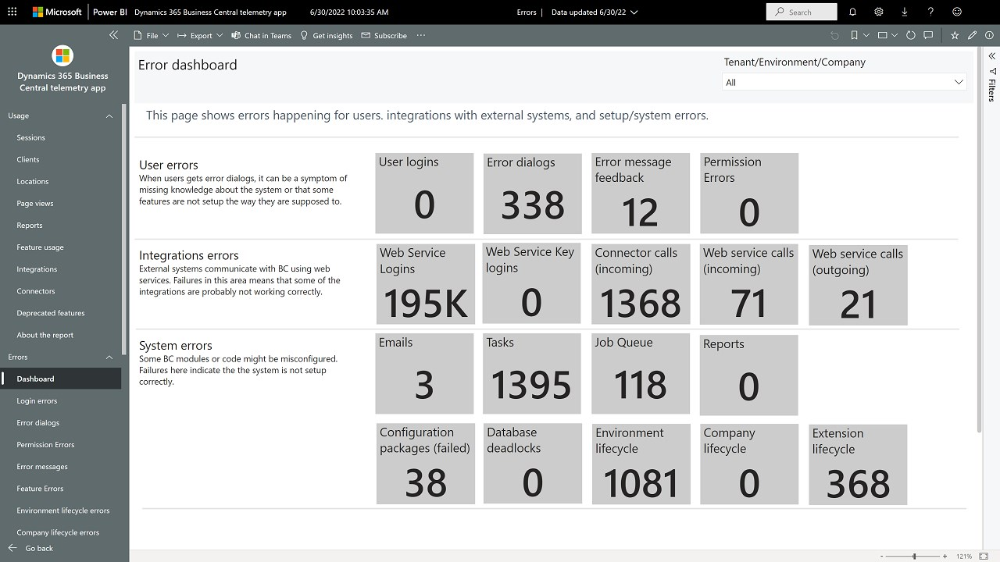 Microsoft Power BI Dynamics 365 Business Central telemetry app 6/30/2022 10:03:35 AM Errors | Data updated 6/30/22 Search
File Export Chat in Teams Get insights Subscribe ...
Dynamics 365 Business
Central telemetry app
Usage
Sessions
Clients
Locations
Page views
Reports
Feature usage
Integrations
Connectors
Deprecated features
About the report
Errors
Dashboard
Login errors
Error dialogs
Permission Errors
Error messages
Feature Errors
Environment lifecycle errors
Company lifecycle errors
Go back
Error dashboard
Tenant/Environment/Company
All
Filters
This page shows errors happening for users. integrations with external systems, and setup/system errors.
User errors
When users gets error dialogs, it can be a symptom of
missing knowledge about the system or that some
features are not setup the way they are supposed to.
User logins
0
Error dialogs
338
Error message
feedback
12
Permission
Errors
0
Integrations errors
External systems communicate with BC using web
services. Failures in this area means that some of the
integrations are probably not working correctly.
Web Service
Logins
195K
Web Service Key
logins
0
Connector calls
(incoming)
1368
Web service calls
(incoming)
71
Web service calls
(outgoing)
21
System errors
Some BC modules or code might be misconfigured.
Failures here indicate the the system is not setup
correctly.
Emails
3
Tasks
1395
Job Queue
118
Reports
0
Configuration
packages (failed)
38
Database
deadlocks
0
Environment
lifecycle
1081
Company
lifecycle
0
Extension
lifecycle
368
- + 121%